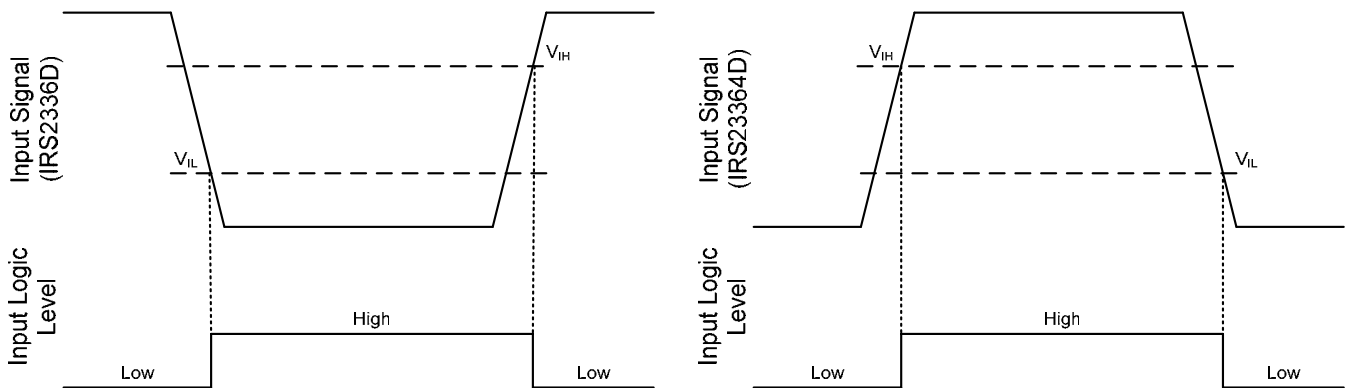 Input Signal
(IRS2336D)
VIH
VIL
Input Logic
Level
High
Low
Low
Input Signal
(IRS23364D)
VIH
VIL
Input Logic
Level
High
Low
Low